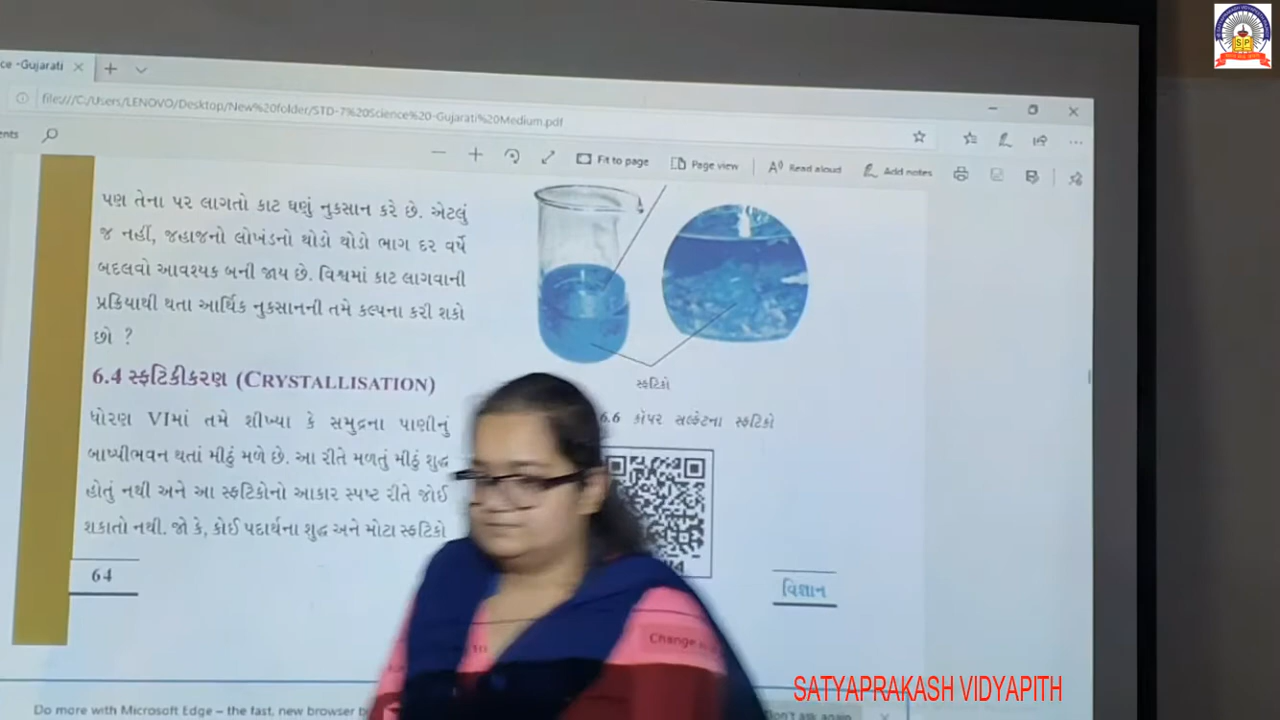 ce -Gujarati
file:///C:/Users/LENOVO/Desktop/New%20folder/STD-7%20Science%20-Gujarati%20Medium.pdf
ents
Fit to page
Page view
Read aloud
Add notes
પણ તેના પર લાગતો કાટ ઘણું નુકસાન કરે છે. એટલું
જ નહીં, જહાજનો લોખંડનો થોડો થોડો ભાગ દર વર્ષે
બદલવો આવશ્યક બની જાય છે. વિશ્વમાં કાટ લાગવાની
પ્રક્રિયાથી થતા આર્થિક નુકસાનની તમે કલ્પના કરી શકો
છો ?
6.4 સ્ફટિકીકરણ (CRYSTALLISATION)
ધોરણ VIમાં તમે શીખ્યા કે સમુદ્રના પાણીનું
બાષ્પીભવન થતાં મીઠું મળે છે. આ રીતે મળતું મીઠું શુદ્ધ
હોતું નથી અને આ સ્ફટિકોનો આકાર સ્પષ્ટ રીતે જોઈ
શકાતો નથી. જો કે, કોઈ પદાર્થના શુદ્ધ અને મોટા સ્ફટિકો
64
સ્ફટિકો
6.6 કૉપર સલ્ફેટના સ્ફટિકો
વિજ્ઞાન
Change
Do more with Microsoft Edge – the fast, new browser
don't ask again
SATYAPRAKASH VIDYAPITH